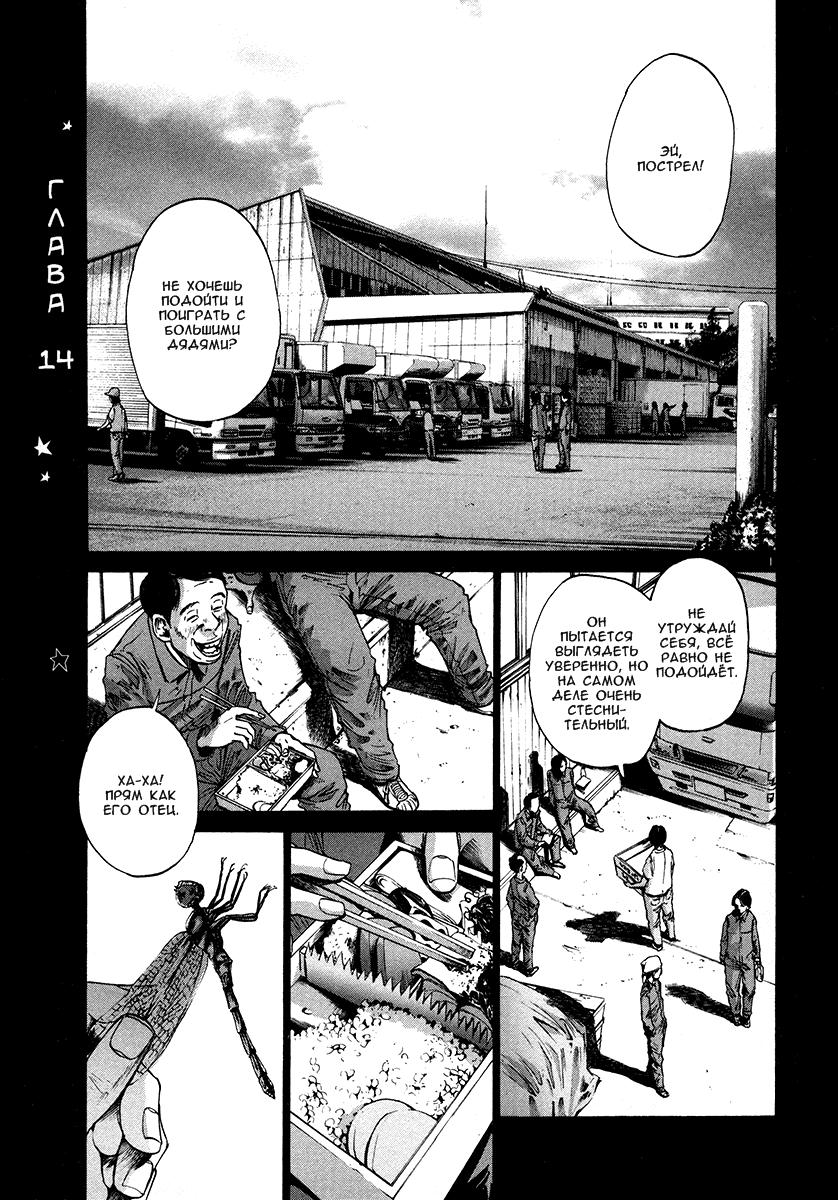 ГЛАВА 14
ЭЙ,
ПОСТРЕЛ!
НЕ ХОЧЕШЬ
ПОДОЙТИ И
ПОИГРАТЬ С
БОЛЬШИМИ
ДЯДЯМИ?
НЕ
УТРУЖДАЙ
СЕБЯ, ВСЁ
РАВНО НЕ
ПОДОЙДЁТ.
ОН
ПЫТАЕТСЯ
ВЫГЛЯДЕТЬ
УВЕРЕННО, НО
НА САМОМ
ДЕЛЕ ОЧЕНЬ
СТЕСНИ-
ТЕЛЬНЫЙ.
ХА-ХА!
ПРЯМ КАК
ЕГО ОТЕЦ.